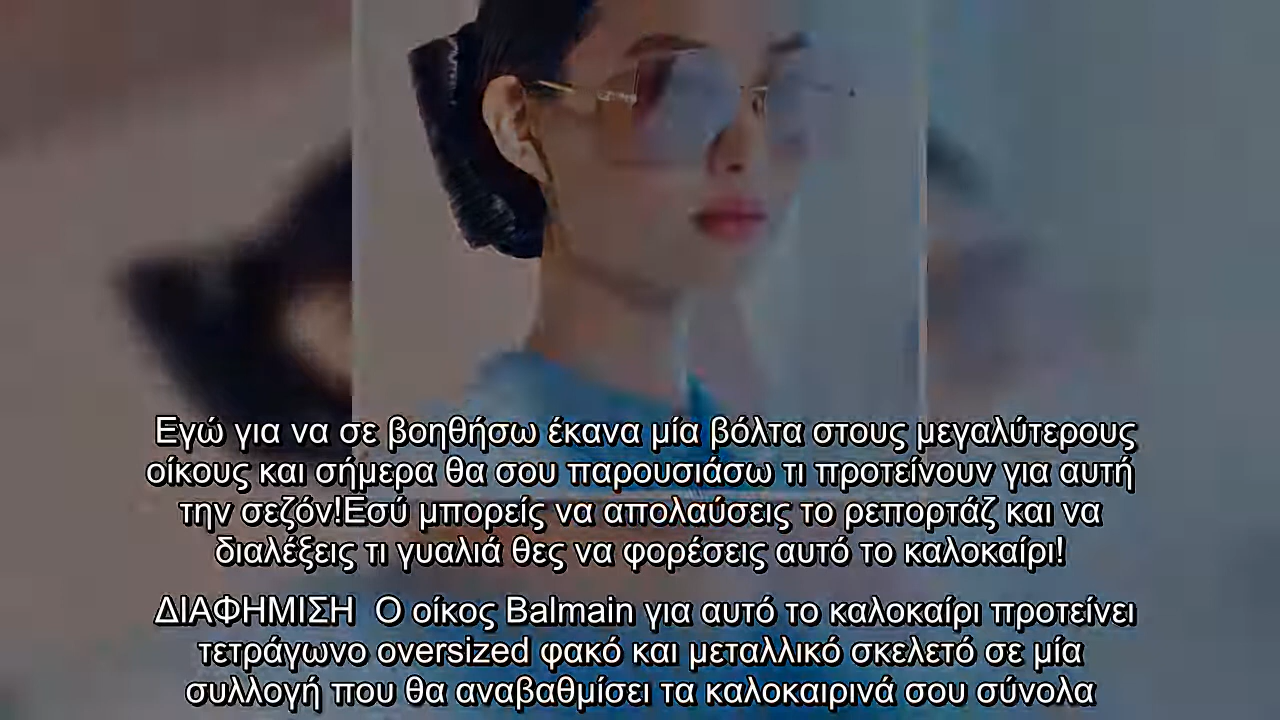 Εγώ για να σε βοηθήσω έκανα μία βόλτα στους μεγαλύτερους
οίκους και σήμερα θα σου παρουσιάσω τι προτείνουν για αυτή
την σεζόν!Εσύ μπορείς να απολαύσεις το ρεπορτάζ και να
διαλέξεις τι γυαλιά θες να φορέσεις αυτό το καλοκαίρι!
ΔΙΑΦΗΜΙΣΗ Ο οίκος Balmain για αυτό το καλοκαίρι προτείνει
τετράγωνο oversized φακό και μεταλλικό σκελετό σε μία
συλλογή που θα αναβαθμίσει τα καλοκαιρινά σου σύνολα